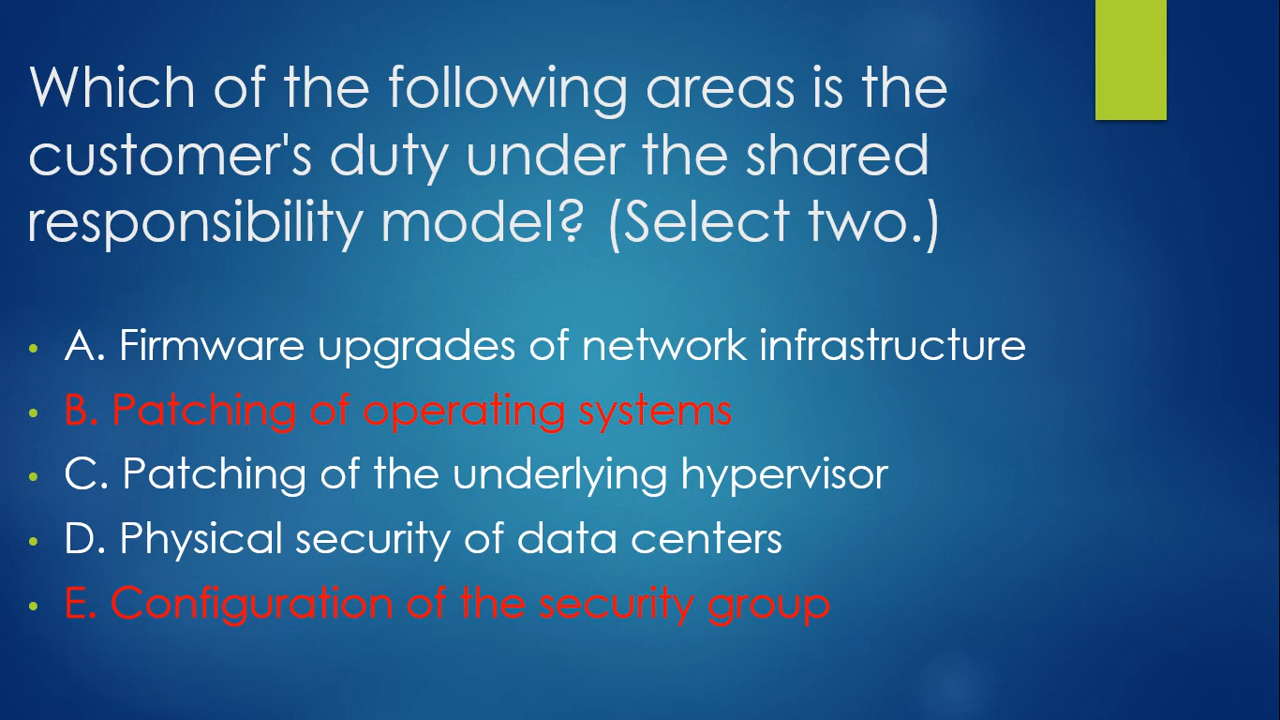 Which of the following areas is the
customer's duty under the shared
responsibility model? (Select two.)
• A. Firmware upgrades of network infrastructure
• B. Patching of operating systems
• C. Patching of the underlying hypervisor
• D. Physical security of data centers
• E. Configuration of the security group